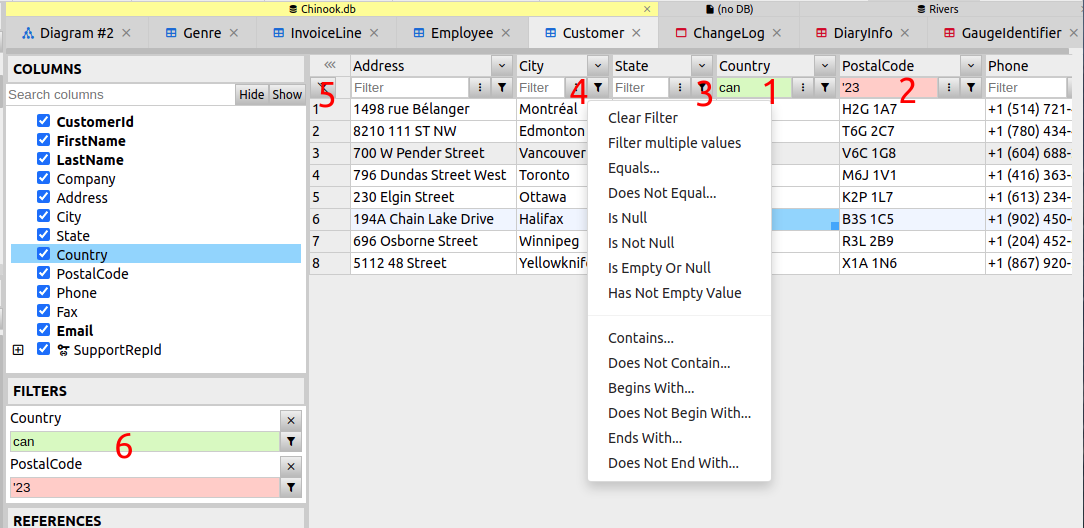 Chinook.db × (no DB) Rivers
Diagram #2 × Genre × InvoiceLine × Employee × Customer × ChangeLog × DiaryInfo × GaugeIdentifier ×
COLUMNS
Search columns Hide Show
CustomerId
FirstName
LastName
Company
Address
City
State
Country
PostalCode
Phone
Fax
Email
SupportRepId
FILTERS
Country ×
can
6
PostalCode ×
'23
REFERENCES
Address City State Country PostalCode Phone
5 Filter Filter 4 Filter 3 can 1 '23 2 Filter
1 1498 rue Bélanger Montréal H2G 1A7 +1 (514) 721-
2 8210 111 ST NW Edmonton T6G 2C7 +1 (780) 434-
3 700 W Pender Street Vancouver V6C 1G8 +1 (604) 688-
4 796 Dundas Street West Toronto M6J 1V1 +1 (416) 363-
5 230 Elgin Street Ottawa K2P 1L7 +1 (613) 234-
6 194A Chain Lake Drive Halifax B3S 1C5 +1 (902) 450-
7 696 Osborne Street Winnipeg R3L 2B9 +1 (204) 452-
8 5112 48 Street Yellowknif X1A 1N6 +1 (867) 920-
Clear Filter
Filter multiple values
Equals...
Does Not Equal...
Is Null
Is Not Null
Is Empty Or Null
Has Not Empty Value
Contains...
Does Not Contain...
Begins With...
Does Not Begin With...
Ends With...
Does Not End With...